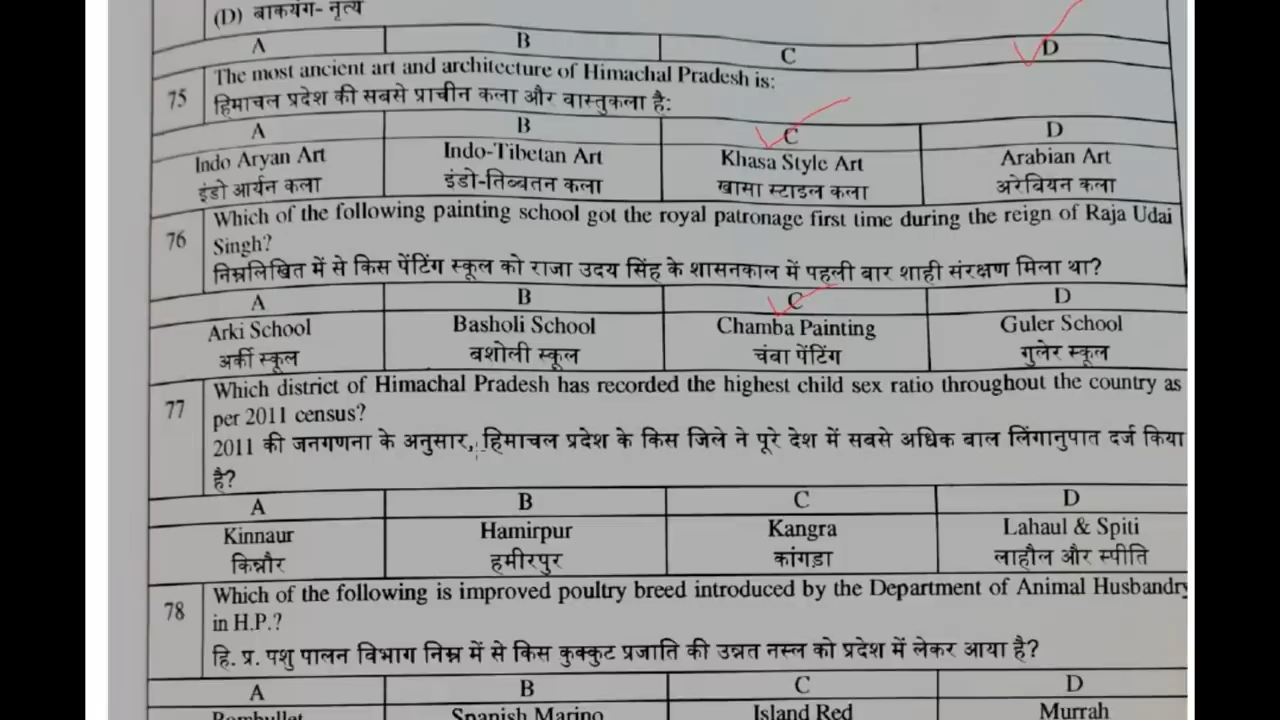 (D) बाकयंग- नृत्य
A B C D
75 The most ancient art and architecture of Himachal Pradesh is:
हिमाचल प्रदेश की सबसे प्राचीन कला और वास्तुकला है:
A B C D
Indo Aryan Art Indo-Tibetan Art Khasa Style Art Arabian Art
इंडो आर्यन कला इंडो-तिब्बतन कला खामा स्टाइल कला अरेबियन कला
76 Which of the following painting school got the royal patronage first time during the reign of Raja Udai
Singh?
निम्नलिखित में से किस पेंटिंग स्कूल को राजा उदय सिंह के शासनकाल में पहली बार शाही संरक्षण मिला था?
A B C D
Arki School Basholi School Chamba Painting Guler School
अर्की स्कूल बशोली स्कूल चंबा पेंटिंग गुलेर स्कूल
77 Which district of Himachal Pradesh has recorded the highest child sex ratio throughout the country as
per 2011 census?
2011 की जनगणना के अनुसार, हिमाचल प्रदेश के किस जिले ने पूरे देश में सबसे अधिक बाल लिंगानुपात दर्ज किया
है?
A B C D
Kinnaur Hamirpur Kangra Lahaul & Spiti
किन्नौर हमीरपुर कांगड़ा लाहौल और स्पीति
78 Which of the following is improved poultry breed introduced by the Department of Animal Husbandry
in H.P.?
हि. प्र. पशु पालन विभाग निम्न में से किस कुक्कुट प्रजाति की उन्नत नस्ल को प्रदेश में लेकर आया है?
A B C D
Spanish Marino Island Red Murrah